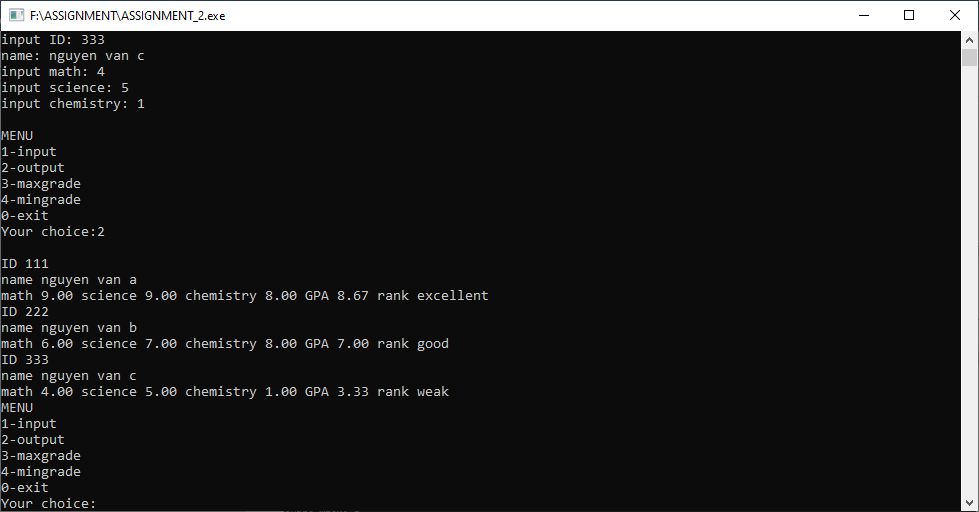 F:\ASSIGNMENT\ASSIGNMENT_2.exe
input ID: 333
name: nguyen van c
input math: 4
input science: 5
input chemistry: 1
MENU
1-input
2-output
3-maxgrade
4-mingrade
0-exit
Your choice:2
ID 111
name nguyen van a
math 9.00 science 9.00 chemistry 8.00 GPA 8.67 rank excellent
ID 222
name nguyen van b
math 6.00 science 7.00 chemistry 8.00 GPA 7.00 rank good
ID 333
name nguyen van c
math 4.00 science 5.00 chemistry 1.00 GPA 3.33 rank weak
MENU
1-input
2-output
3-maxgrade
4-mingrade
0-exit
Your choice: